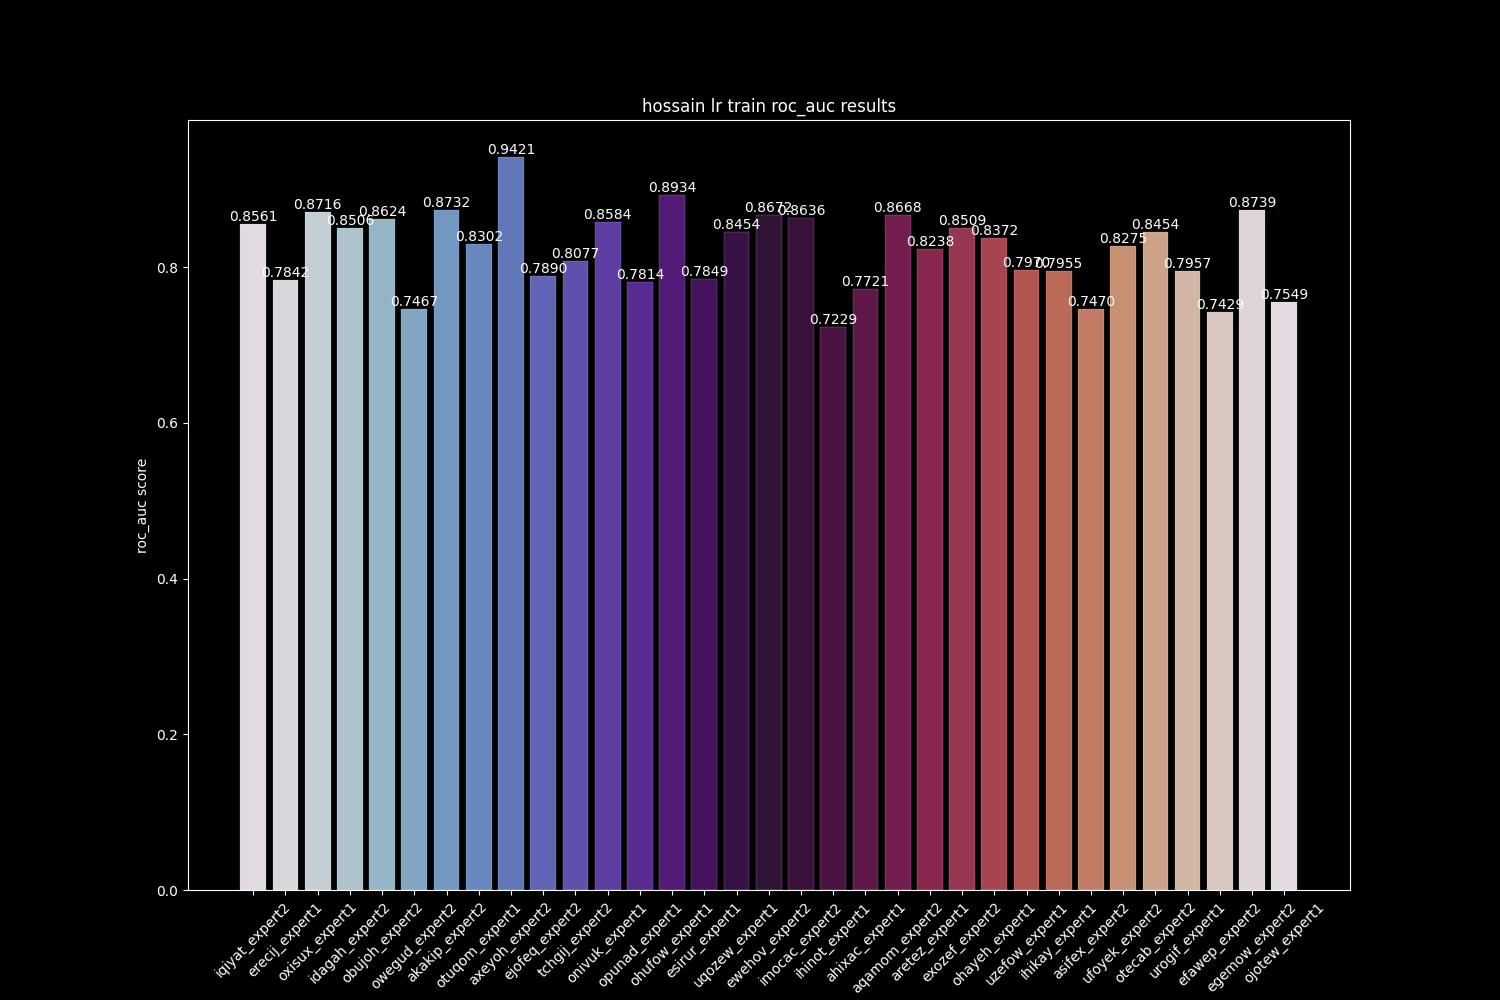 hossain lr train roc_auc results
roc_auc score
0.8
0.6
0.4
0.2
0.0
0.8561
0.7842
0.8716
0.8506
0.8624
0.7467
0.8732
0.8302
0.9421
0.7890
0.8077
0.8584
0.7814
0.8934
0.7849
0.8454
0.8672
0.8636
0.7229
0.7721
0.8668
0.8238
0.8509
0.8372
0.7970
0.7955
0.7470
0.8275
0.8454
0.7957
0.7429
0.8739
0.7549
iqjyat_expert2
erecij_expert1
oxisux_expert1
idagah_expert2
obujoh_expert2
owegud_expert2
akakip_expert2
otuqom_expert1
axeyoh_expert2
ejofeq_expert2
tchgjj_expert2
onivuk_expert1
opunad_expert1
ohufow_expert1
esirur_expert1
uqozew_expert1
ewehov_expert2
imocac_expert2
ihinot_expert1
ahixac_expert1
aqamom_expert2
aretez_expert1
exozef_expert2
ohayeh_expert1
uzefow_expert1
ihikay_expert1
asifex_expert2
ufoyek_expert2
otecab_expert2
urogif_expert1
efawep_expert2
egemow_expert2
ojotew_expert1